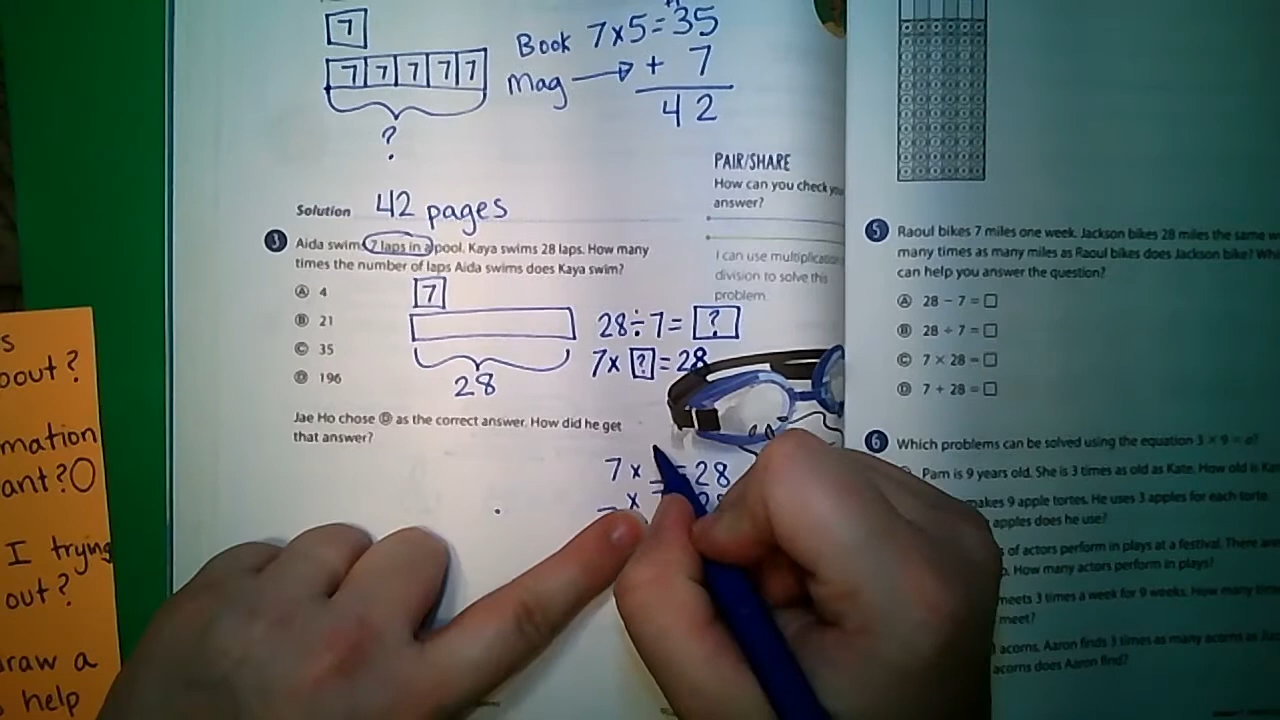 7
7 7 7 7 7
?
Book 7x5=35
Mag → + 7
42
Solution 42 pages
PAIR/SHARE
How can you check you
answer?
3 Aida swims 7 laps in a pool. Kaya swims 28 laps. How many
times the number of laps Aida swims does Kaya swim?
A 4
B 21
C 35
D 196
7
28
28÷7= ?
7x ? =28
I can use multiplication
division to solve this
problem.
Jae Ho chose D as the correct answer. How did he get
that answer?
7 x _ =28
_ x
5 Raoul bikes 7 miles one week. Jackson bikes 28 miles the same w
many times as many miles as Raoul bikes does Jackson bike? Whi
can help you answer the question?
A 28 − 7 = □
B 28 ÷ 7 = □
C 7 × 28 = □
D 7 + 28 = □
6 Which problems can be solved using the equation 3 × 9 = a?
Pam is 9 years old. She is 3 times as old as Kate. How old is Ka
makes 9 apple tortes. He uses 3 apples for each torte.
apples does he use?
of actors perform in plays at a festival. There are
. How many actors perform in plays?
meets 3 times a week for 9 weeks. How many time
meet?
acorns. Aaron finds 3 times as many acorns as Jus
acorns does Aaron find?
s
bout?
mation
ant?
I trying
out?
raw a
help